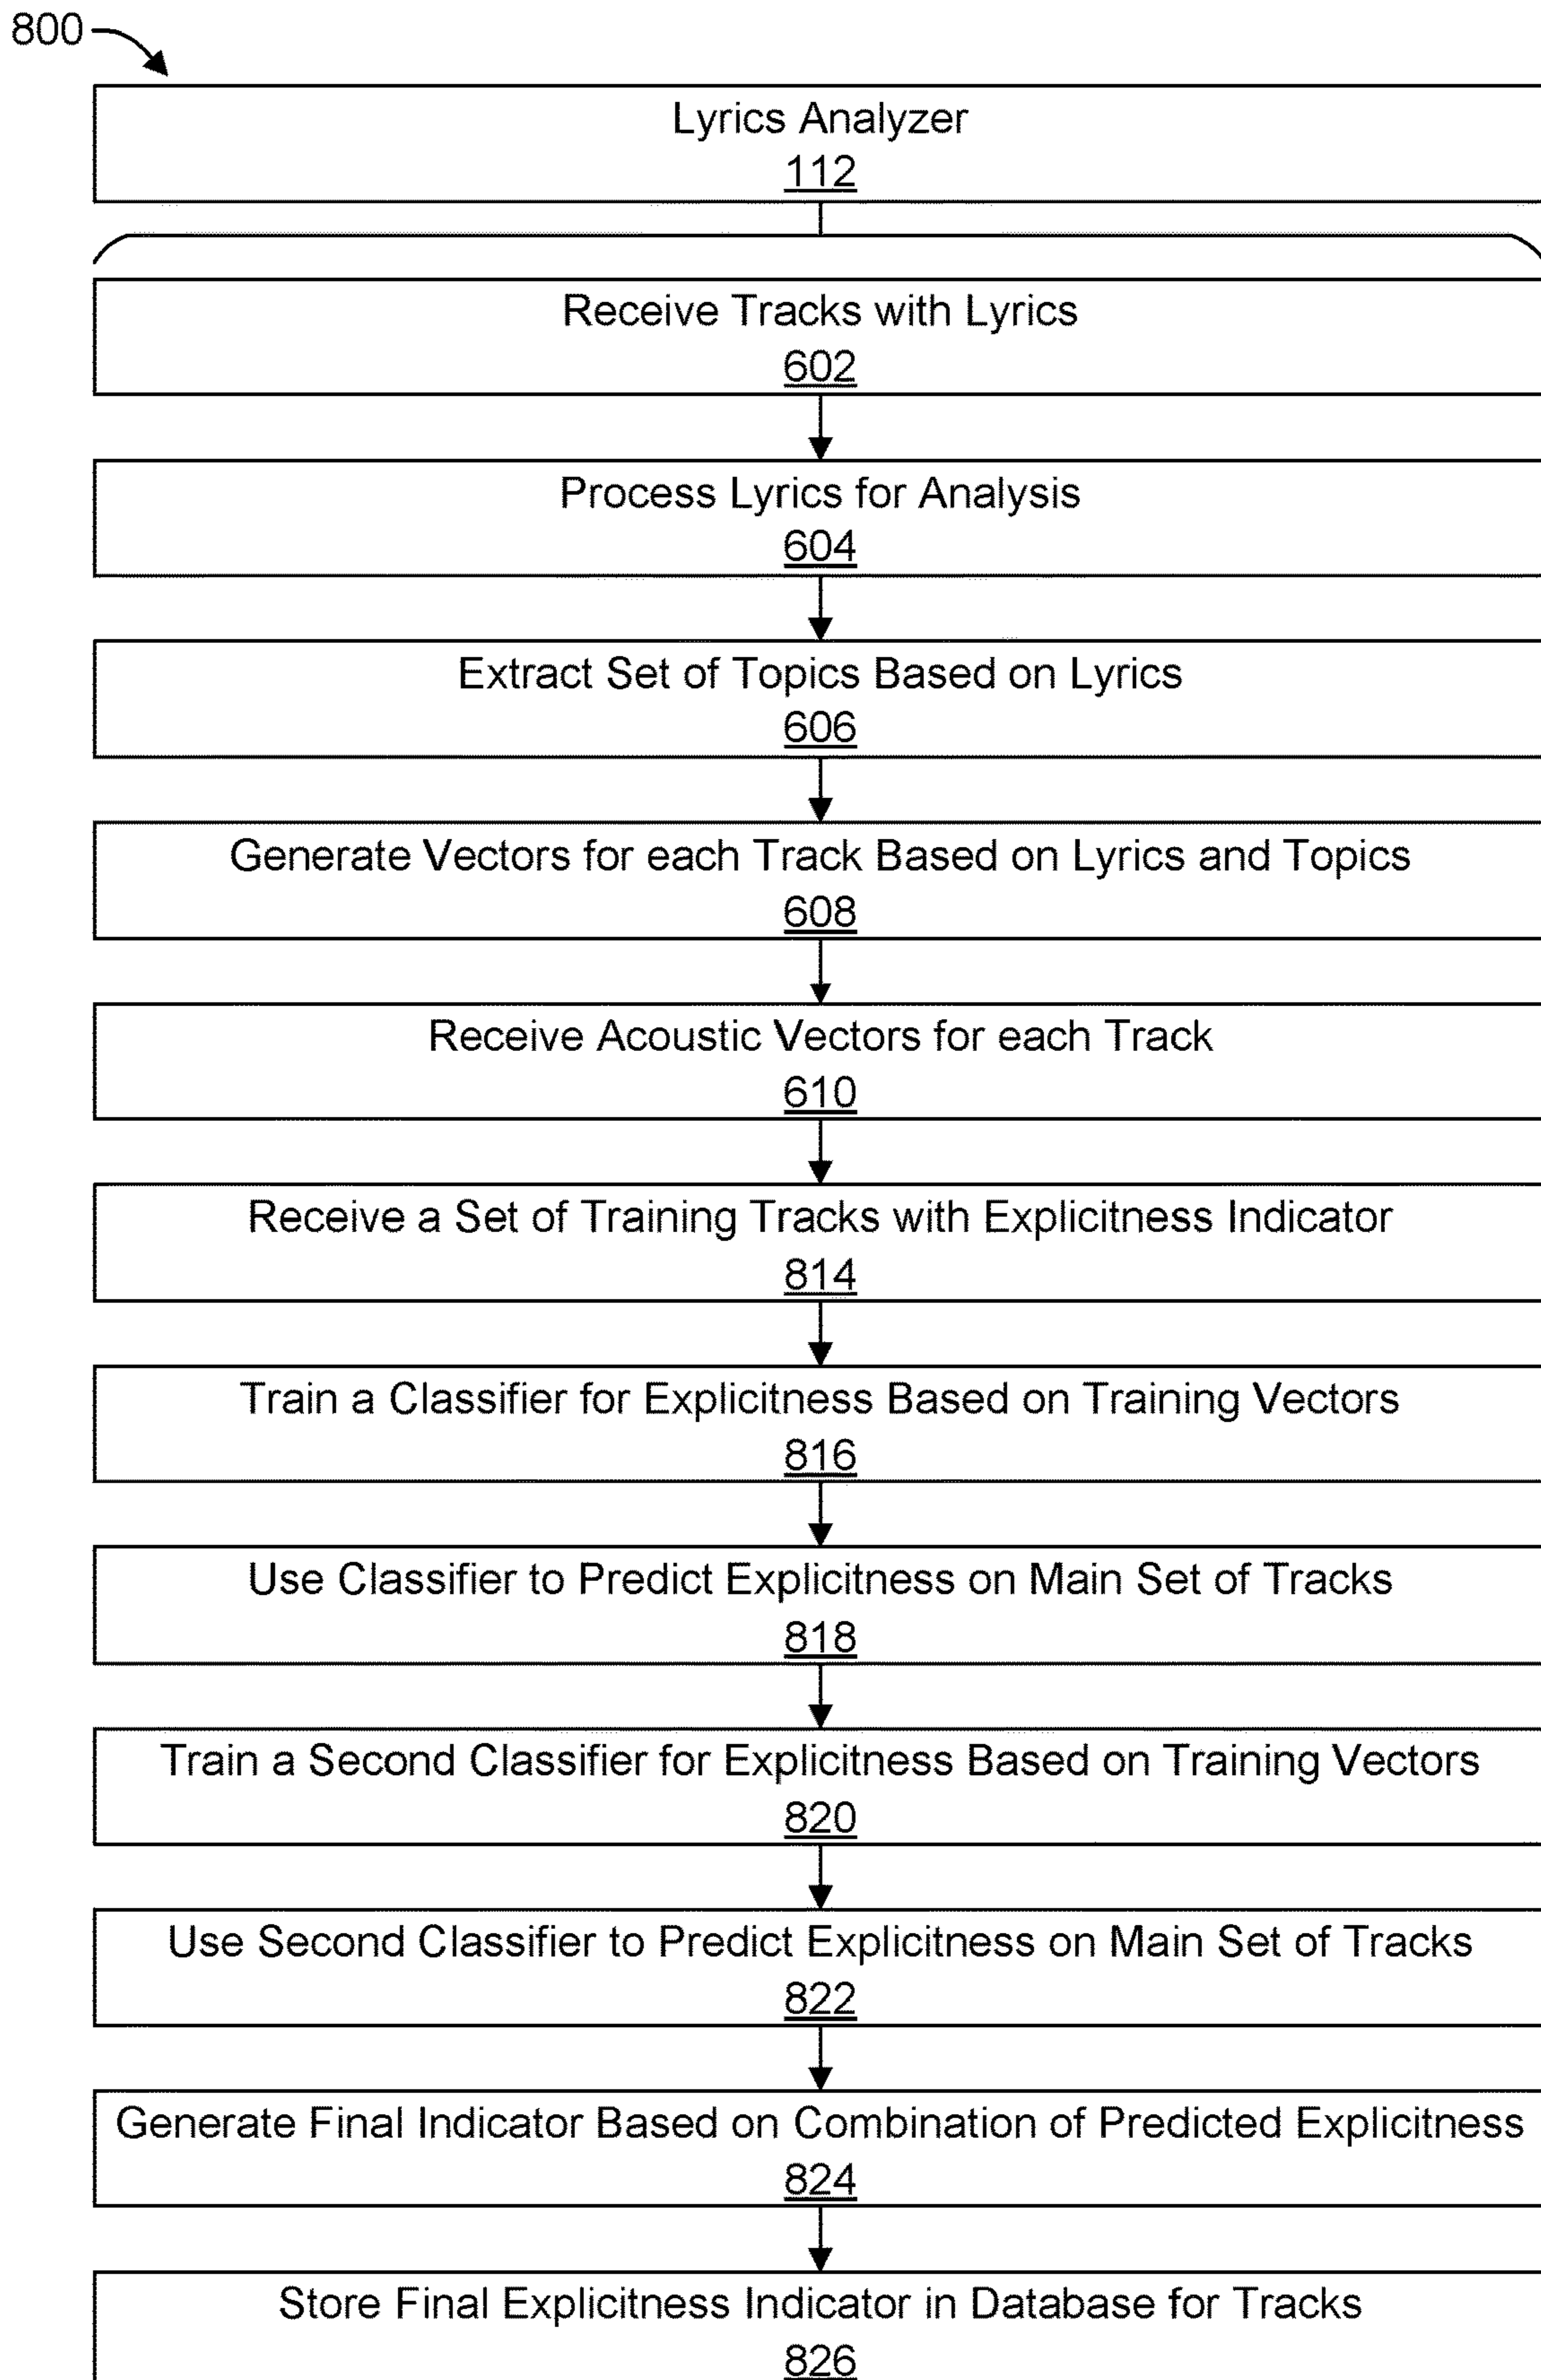 800
Lyrics Analyzer
112
Receive Tracks with Lyrics
602
Process Lyrics for Analysis
604
Extract Set of Topics Based on Lyrics
606
Generate Vectors for each Track Based on Lyrics and Topics
608
Receive Acoustic Vectors for each Track
610
Receive a Set of Training Tracks with Explicitness Indicator
814
Train a Classifier for Explicitness Based on Training Vectors
816
Use Classifier to Predict Explicitness on Main Set of Tracks
818
Train a Second Classifier for Explicitness Based on Training Vectors
820
Use Second Classifier to Predict Explicitness on Main Set of Tracks
822
Generate Final Indicator Based on Combination of Predicted Explicitness
824
Store Final Explicitness Indicator in Database for Tracks
826